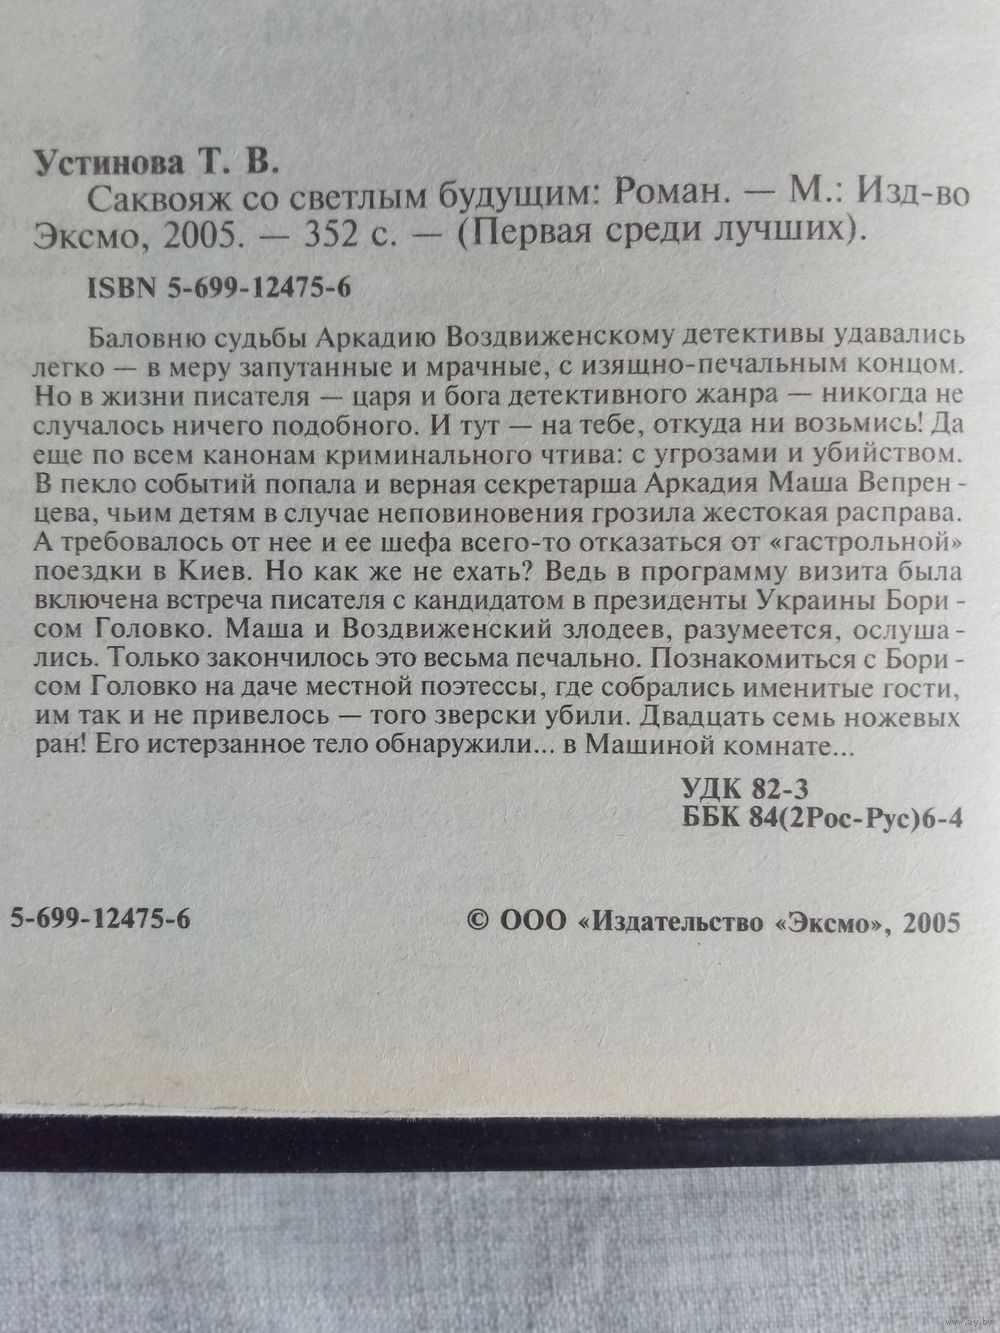 Устинова Т. В.
Саквояж со светлым будущим: Роман. — М.: Изд-во
Эксмо, 2005. — 352 с. — (Первая среди лучших).
ISBN 5-699-12475-6
Баловню судьбы Аркадию Воздвиженскому детективы удавались
легко — в меру запутанные и мрачные, с изящно-печальным концом.
Но в жизни писателя — царя и бога детективного жанра — никогда не
случалось ничего подобного. И тут — на тебе, откуда ни возьмись! Да
еще по всем канонам криминального чтива: с угрозами и убийством.
В пекло событий попала и верная секретарша Аркадия Маша Вепрен-
цева, чьим детям в случае неповиновения грозила жестокая расправа.
А требовалось от нее и ее шефа всего-то отказаться от «гастрольной»
поездки в Киев. Но как же не ехать? Ведь в программу визита была
включена встреча писателя с кандидатом в президенты Украины Бори-
сом Головко. Маша и Воздвиженский злодеев, разумеется, ослуша-
лись. Только закончилось это весьма печально. Познакомиться с Бори-
сом Головко на даче местной поэтессы, где собрались именитые гости,
им так и не привелось — того зверски убили. Двадцать семь ножевых
ран! Его истерзанное тело обнаружили... в Машиной комнате...
УДК 82-3
ББК 84(2Рос-Рус)6-4
5-699-12475-6
© ООО «Издательство «Эксмо», 2005
www.ay.by